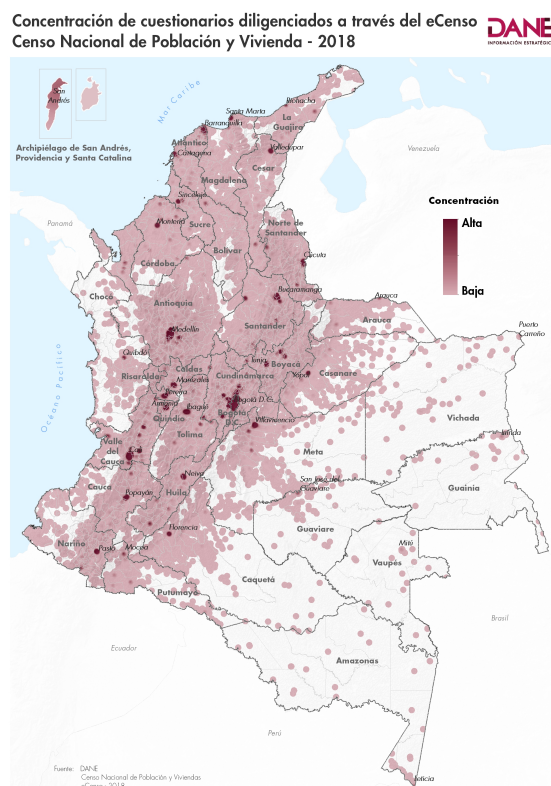 Concentración de cuestionarios diligenciados a través del eCenso
Censo Nacional de Población y Vivienda - 2018
DANE
INFORMACIÓN ESTRATÉGIC
San
Andrés
Archipiélago de San Andrés,
Providencia y Santa Catalina
Mar Caribe
Santa Marta
Riohacha
La
Guajira
Barranquilla
Atlántico
Cartagena
Valledupar
Magdalena
Cesar
Venezuela
Sincelejo
Concentración
Alta
Baja
Panamá
Montería
Sucre
Norte de
Santander
Bolívar
Córdoba
Cúcuta
Chocó
Antioquia
Bucaramanga
Arauca
Arauca
Medellín
Santander
Puerto
Carreño
Quibdó
Tunja
Boyacá
Risaralda
Caldas
Cundinamarca
Yopal
Casanare
Manizales
Pereira
Armenia
Bogotá D.C.
Ibagué
Quindío
Bogotá,
D.C.
Vichada
Océano Pacífico
Tolima
Villavicencio
Inírida
Valle
del
Cauca
Cali
Meta
Neiva
San José del
Guaviare
Guainía
Cauca
Popayán
Huila
Guaviare
Florencia
Nariño
Pasto
Mocoa
Mitú
Vaupés
Caquetá
Putumayo
Brasil
Ecuador
Amazonas
Perú
Leticia
Fuente: DANE
Censo Nacional de Población y Viviendas
eCenso - 2018